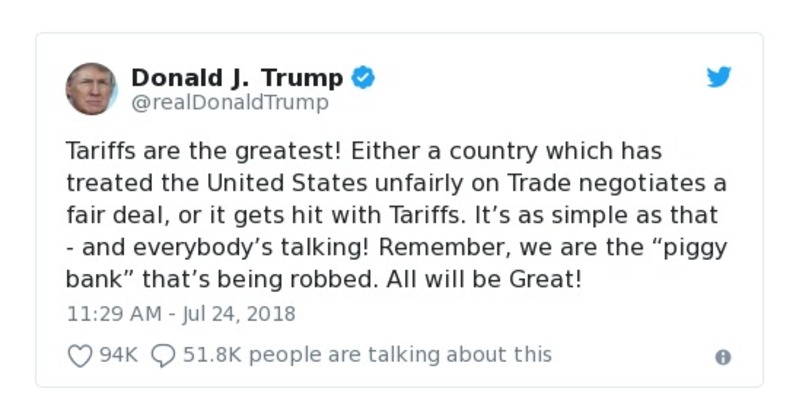 Donald J. Trump
@realDonaldTrump
Tariffs are the greatest! Either a country which has
treated the United States unfairly on Trade negotiates a
fair deal, or it gets hit with Tariffs. It’s as simple as that
- and everybody’s talking! Remember, we are the “piggy
bank” that’s being robbed. All will be Great!
11:29 AM - Jul 24, 2018
94K 51.8K people are talking about this